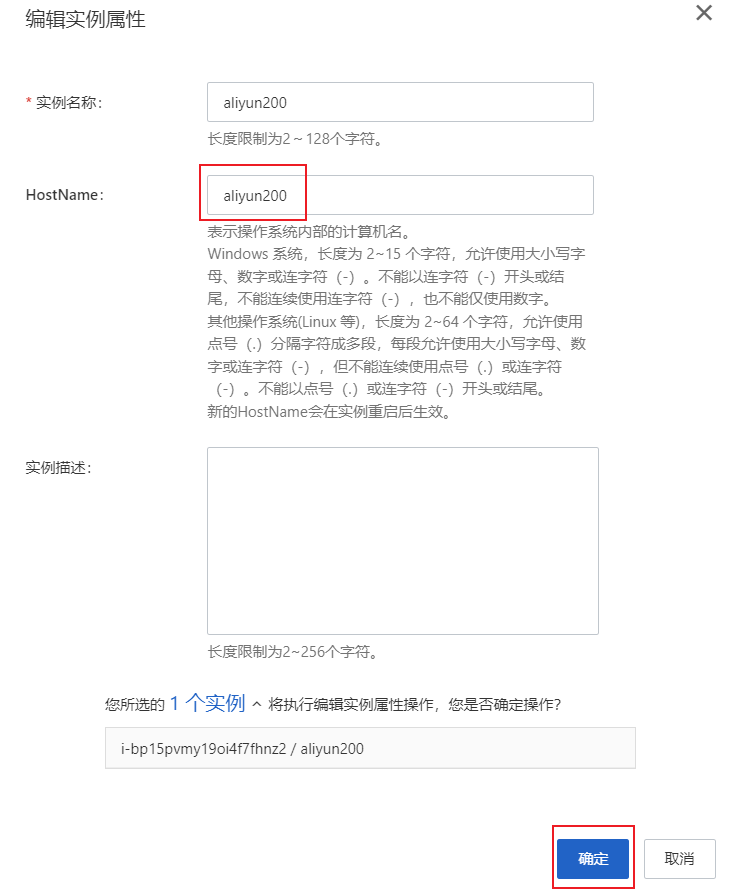 编辑实例属性
* 实例名称:
aliyun200
长度限制为2~128个字符。
HostName:
aliyun200
表示操作系统内部的计算机名。
Windows 系统，长度为 2~15 个字符，允许使用大小写字
母、数字或连字符（-）。不能以连字符（-）开头或结
尾，不能连续使用连字符（-），也不能仅使用数字。
其他操作系统(Linux 等)，长度为 2~64 个字符，允许使用
点号（.）分隔字符成多段，每段允许使用大小写字母、数
字或连字符（-），但不能连续使用点号（.）或连字符
（-）。不能以点号（.）或连字符（-）开头或结尾。
新的HostName会在实例重启后生效。
实例描述:
长度限制为2~256个字符。
您所选的 1 个实例 将执行编辑实例属性操作，您是否确定操作？
i-bp15pvmy19oi4f7fhnz2 / aliyun200
确定
取消